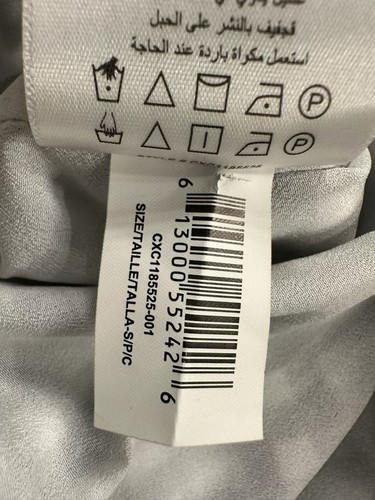 تجفيف بالنشر على الحبل
استعمل مكواة باردة عند الحاجة
P
P
6 13000 55242 6
CXC1185525-001
SIZE/TAILLE/TALLA-S/P/C